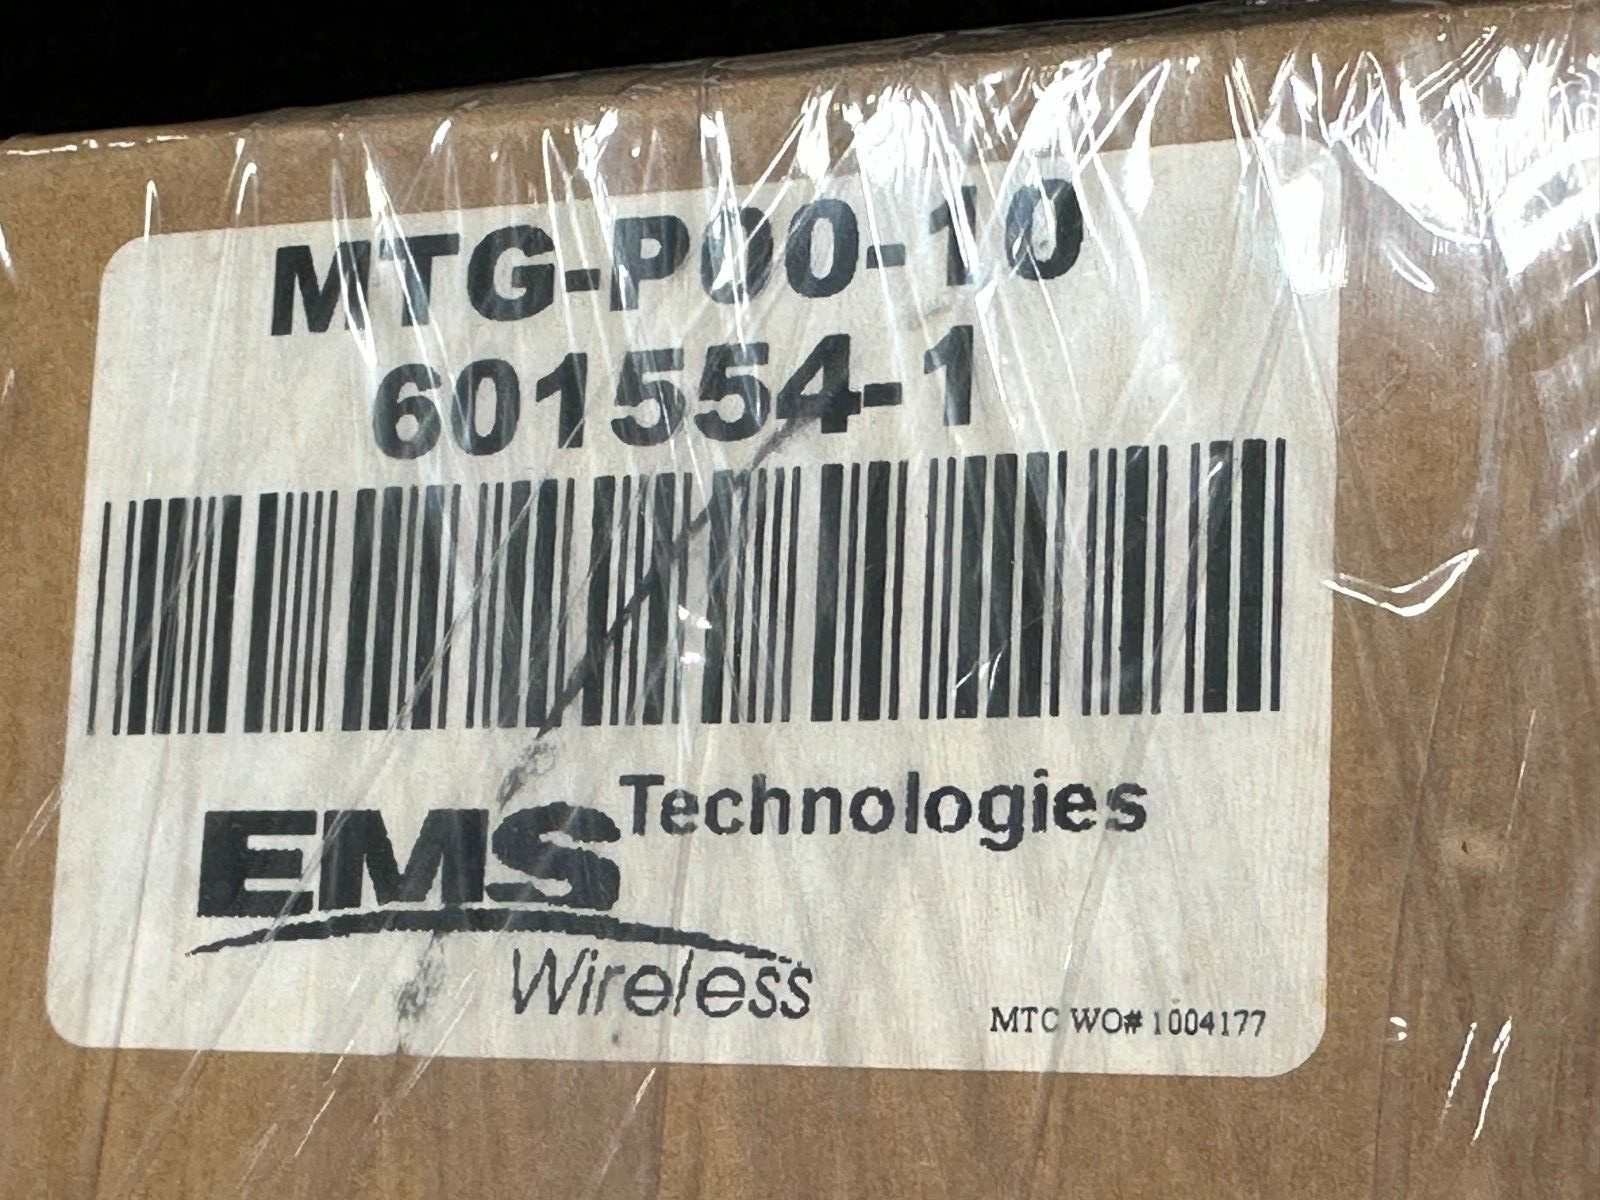 MTG-P00-10
601554-1
EMS Technologies
Wireless
MTC WO# 1004177